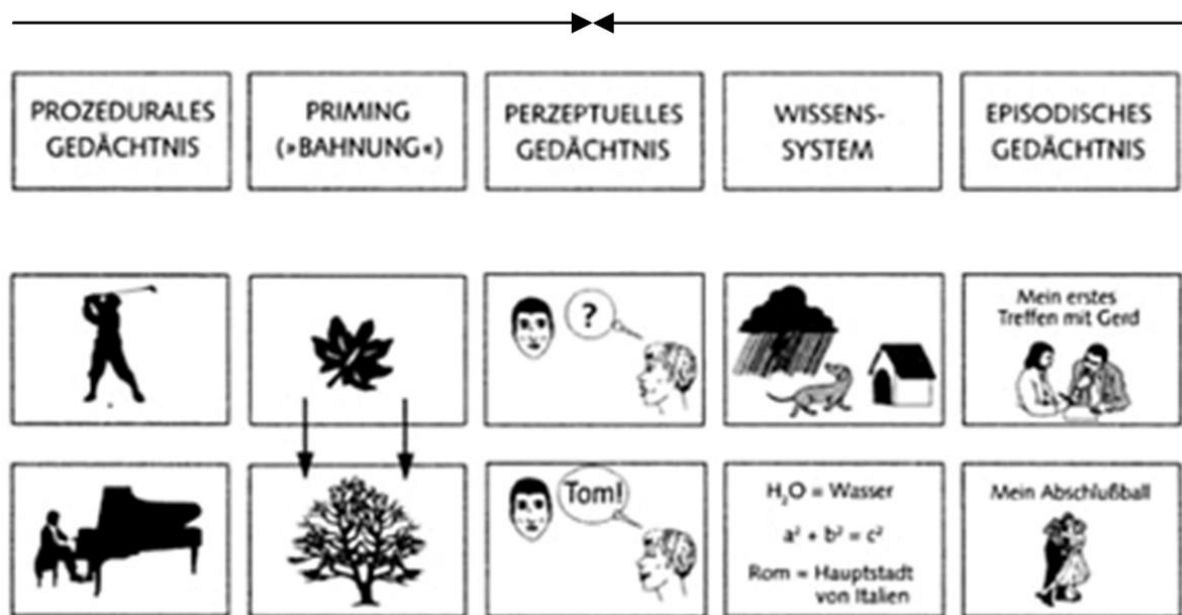 PROZEDURALES
GEDÄCHTNIS
PRIMING
(»BAHNUNG«)
PERZEPTUELLES
GEDÄCHTNIS
WISSENS-
SYSTEM
EPISODISCHES
GEDÄCHTNIS
?
Mein erstes
Treffen mit Gerd
Tom!
H₂O = Wasser
a² + b² = c²
Rom = Hauptstadt
von Italien
Mein Abschlußball